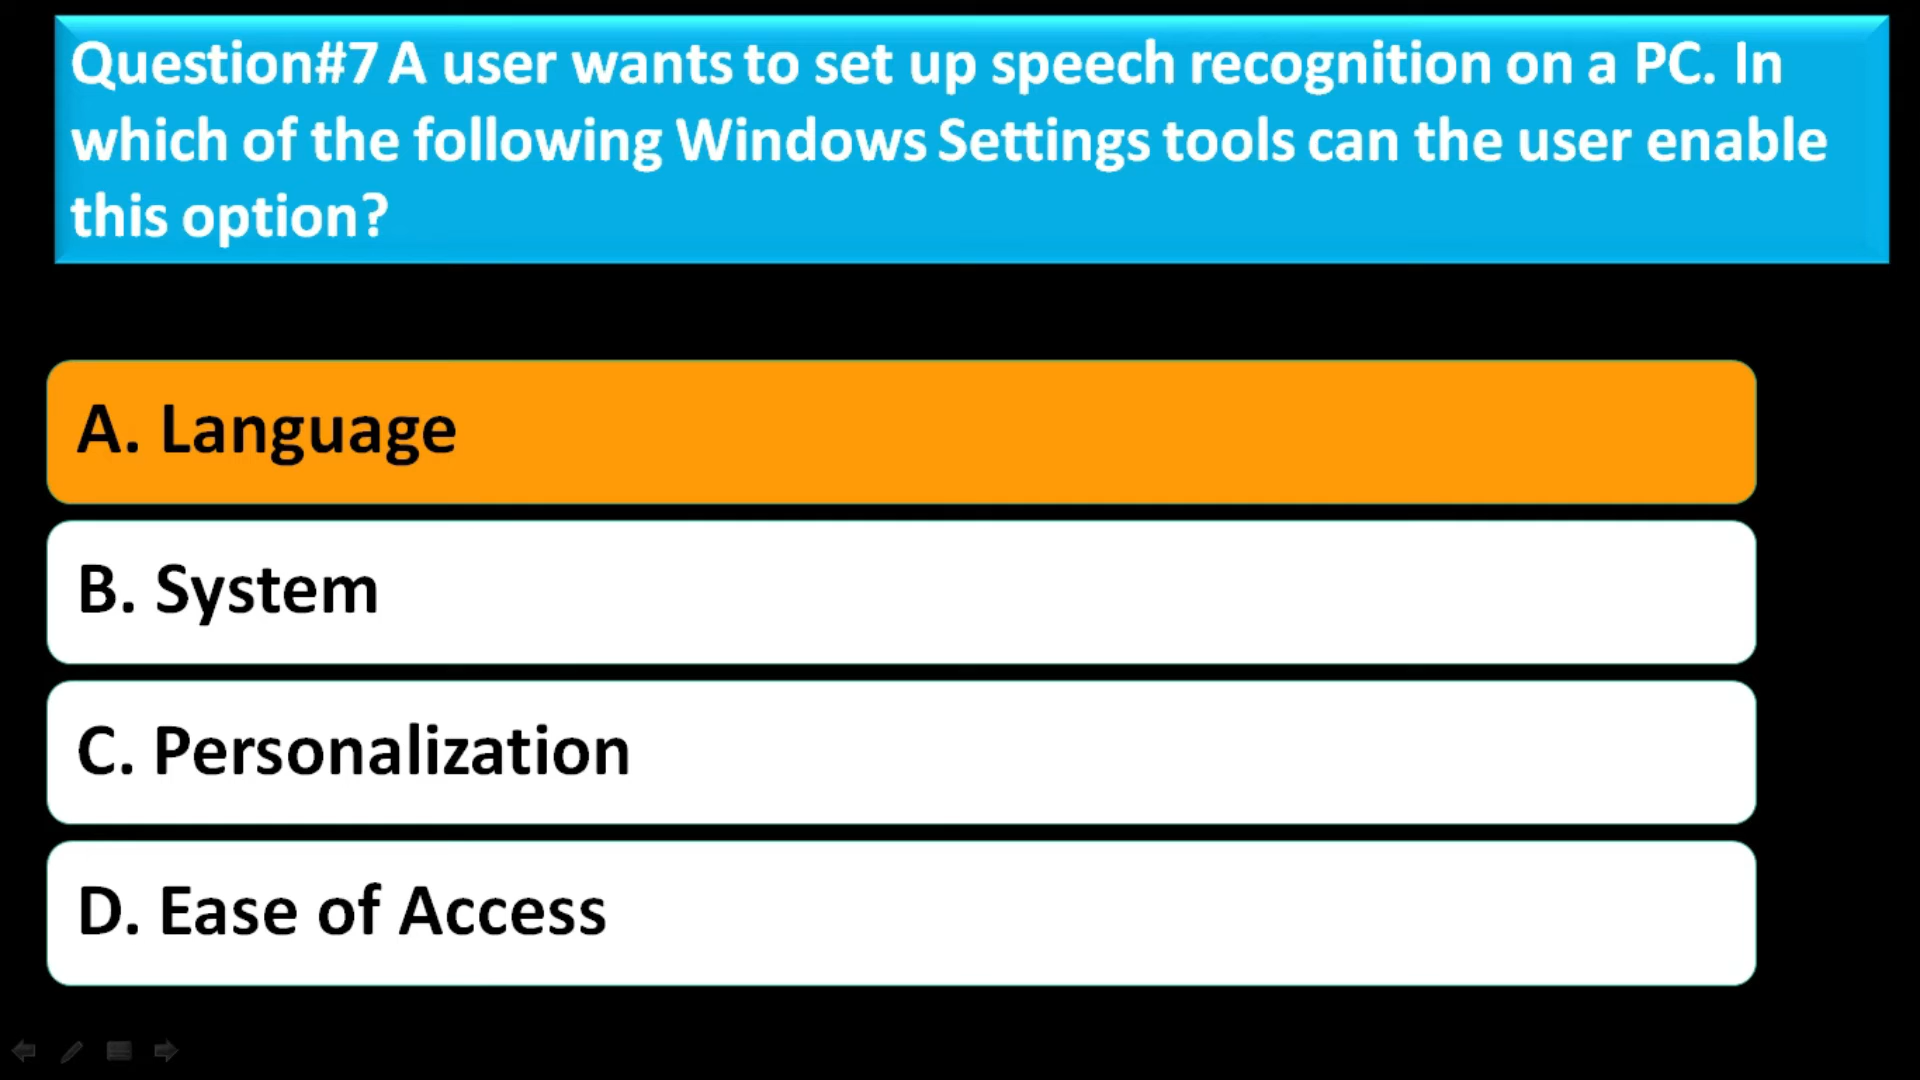 Question#7 A user wants to set up speech recognition on a PC. In
which of the following Windows Settings tools can the user enable
this option?
A. Language
B. System
C. Personalization
D. Ease of Access